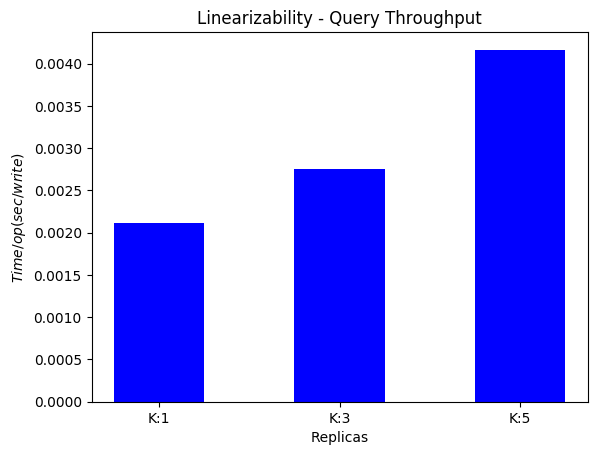 Linearizability - Query Throughput
Time/op(sec/write)
0.0040
0.0035
0.0030
0.0025
0.0020
0.0015
0.0010
0.0005
0.0000
K:1 K:3 K:5
Replicas